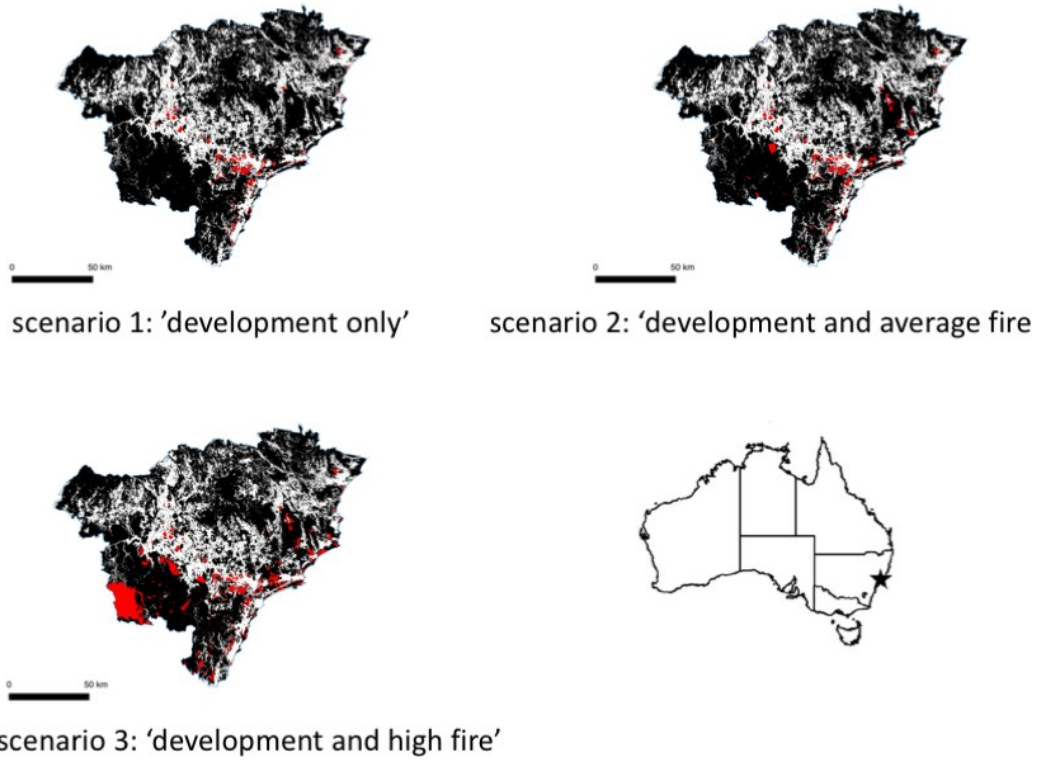 0 50 km
0 50 km
scenario 1: ’development only’
scenario 2: ‘development and average fire
0 50 km
scenario 3: ‘development and high fire’